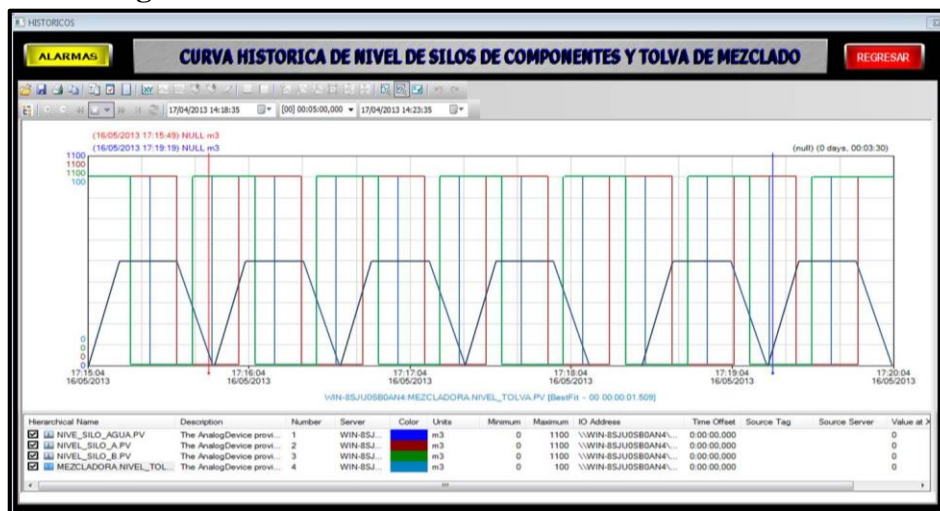 HISTORICOS
ALARMAS
CURVA HISTORICA DE NIVEL DE SILOS DE COMPONENTES Y TOLVA DE MEZCLADO
REGRESAR
17/04/2013 14:18:35 [00] 00:05:00,000 17/04/2013 14:23:35
(16/05/2013 17:15:49) NULL m3
(16/05/2013 17:19:19) NULL m3 (null) (0 days, 00:03:30)
1100
1100
1100
100
0
0
0
0
17:15:04 17:16:04 17:17:04 17:18:04 17:19:04 17:20:04
16/05/2013 16/05/2013 16/05/2013 16/05/2013 16/05/2013 16/05/2013
WIN-8SJU0SB0AN4:MEZCLADORA.NIVEL_TOLVA.PV [BestFit - 00 00:00:01.509]
Hierarchical Name Description Number Server Color Units Minimum Maximum IO Address Time Offset Source Tag Source Server Value at X
NIVE_SILO_AGUA.PV The AnalogDevice provi... 1 WIN-8SJ... m3 0 1100 \\WIN-8SJU0SB0AN4\... 0:00:00,000 0
NIVEL_SILO_A.PV The AnalogDevice provi... 2 WIN-8SJ... m3 0 1100 \\WIN-8SJU0SB0AN4\... 0:00:00,000 0
NIVEL_SILO_B.PV The AnalogDevice provi... 3 WIN-8SJ... m3 0 1100 \\WIN-8SJU0SB0AN4\... 0:00:00,000 0
MEZCLADORA.NIVEL_TOL... The AnalogDevice provi... 4 WIN-8SJ... m3 0 100 \\WIN-8SJU0SB0AN4\... 0:00:00,000 0